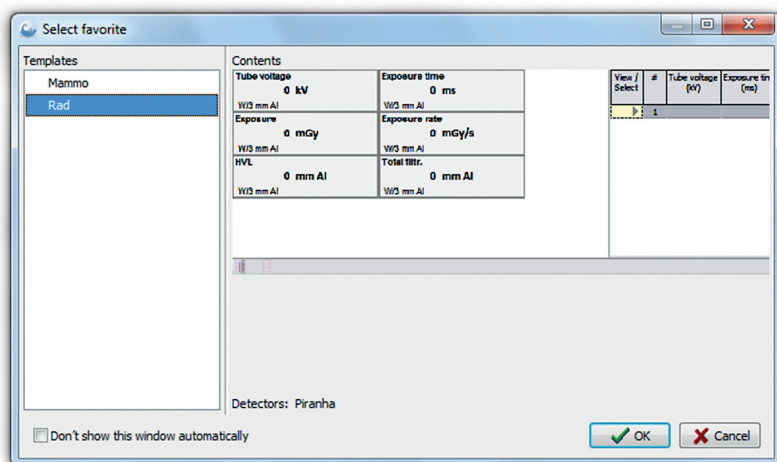 Select favorite
Templates
Mammo
Rad
Contents
Tube voltage
0 kV
W/3 mm Al
Exposure time
0 ms
Exposure
0 mGy
W/3 mm Al
Exposure rate
0 mGy/s
W/3 mm Al
HVL
0 mm Al
W/3 mm Al
Total filtr.
0 mm Al
W/3 mm Al
View / Select
#
Tube voltage (kV)
Exposure tin (ms)
1
Detectors: Piranha
Don't show this window automatically
OK
Cancel